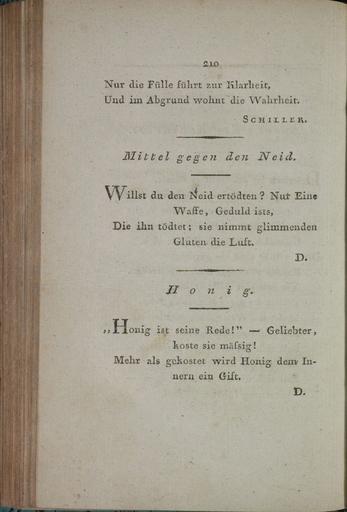 210
Nur die Fülle führt zur Klarheit,
Und im Abgrund wohnt die Wahrheit.
SCHILLER.
Mittel gegen den Neid.
Willst du den Neid ertödten? Nur Eine
Waffe, Geduld ists,
Die ihn tödtet; sie nimmt glimmenden
Gluten die Luft.
D.
Honig.
„Honig ist seine Rede!” — Geliebter,
koste sie mäſsig!
Mehr als gekostet wird Honig dem In-
nern ein Gift.
D.